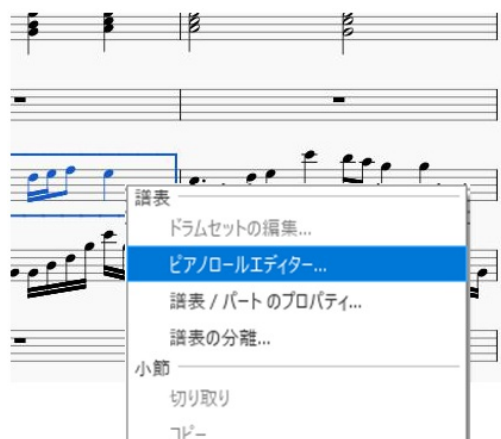 譜表
ドラムセットの編集...
ピアノロールエディター...
譜表 / パート のプロパティ...
譜表の分離...
小節
切り取り
コピー